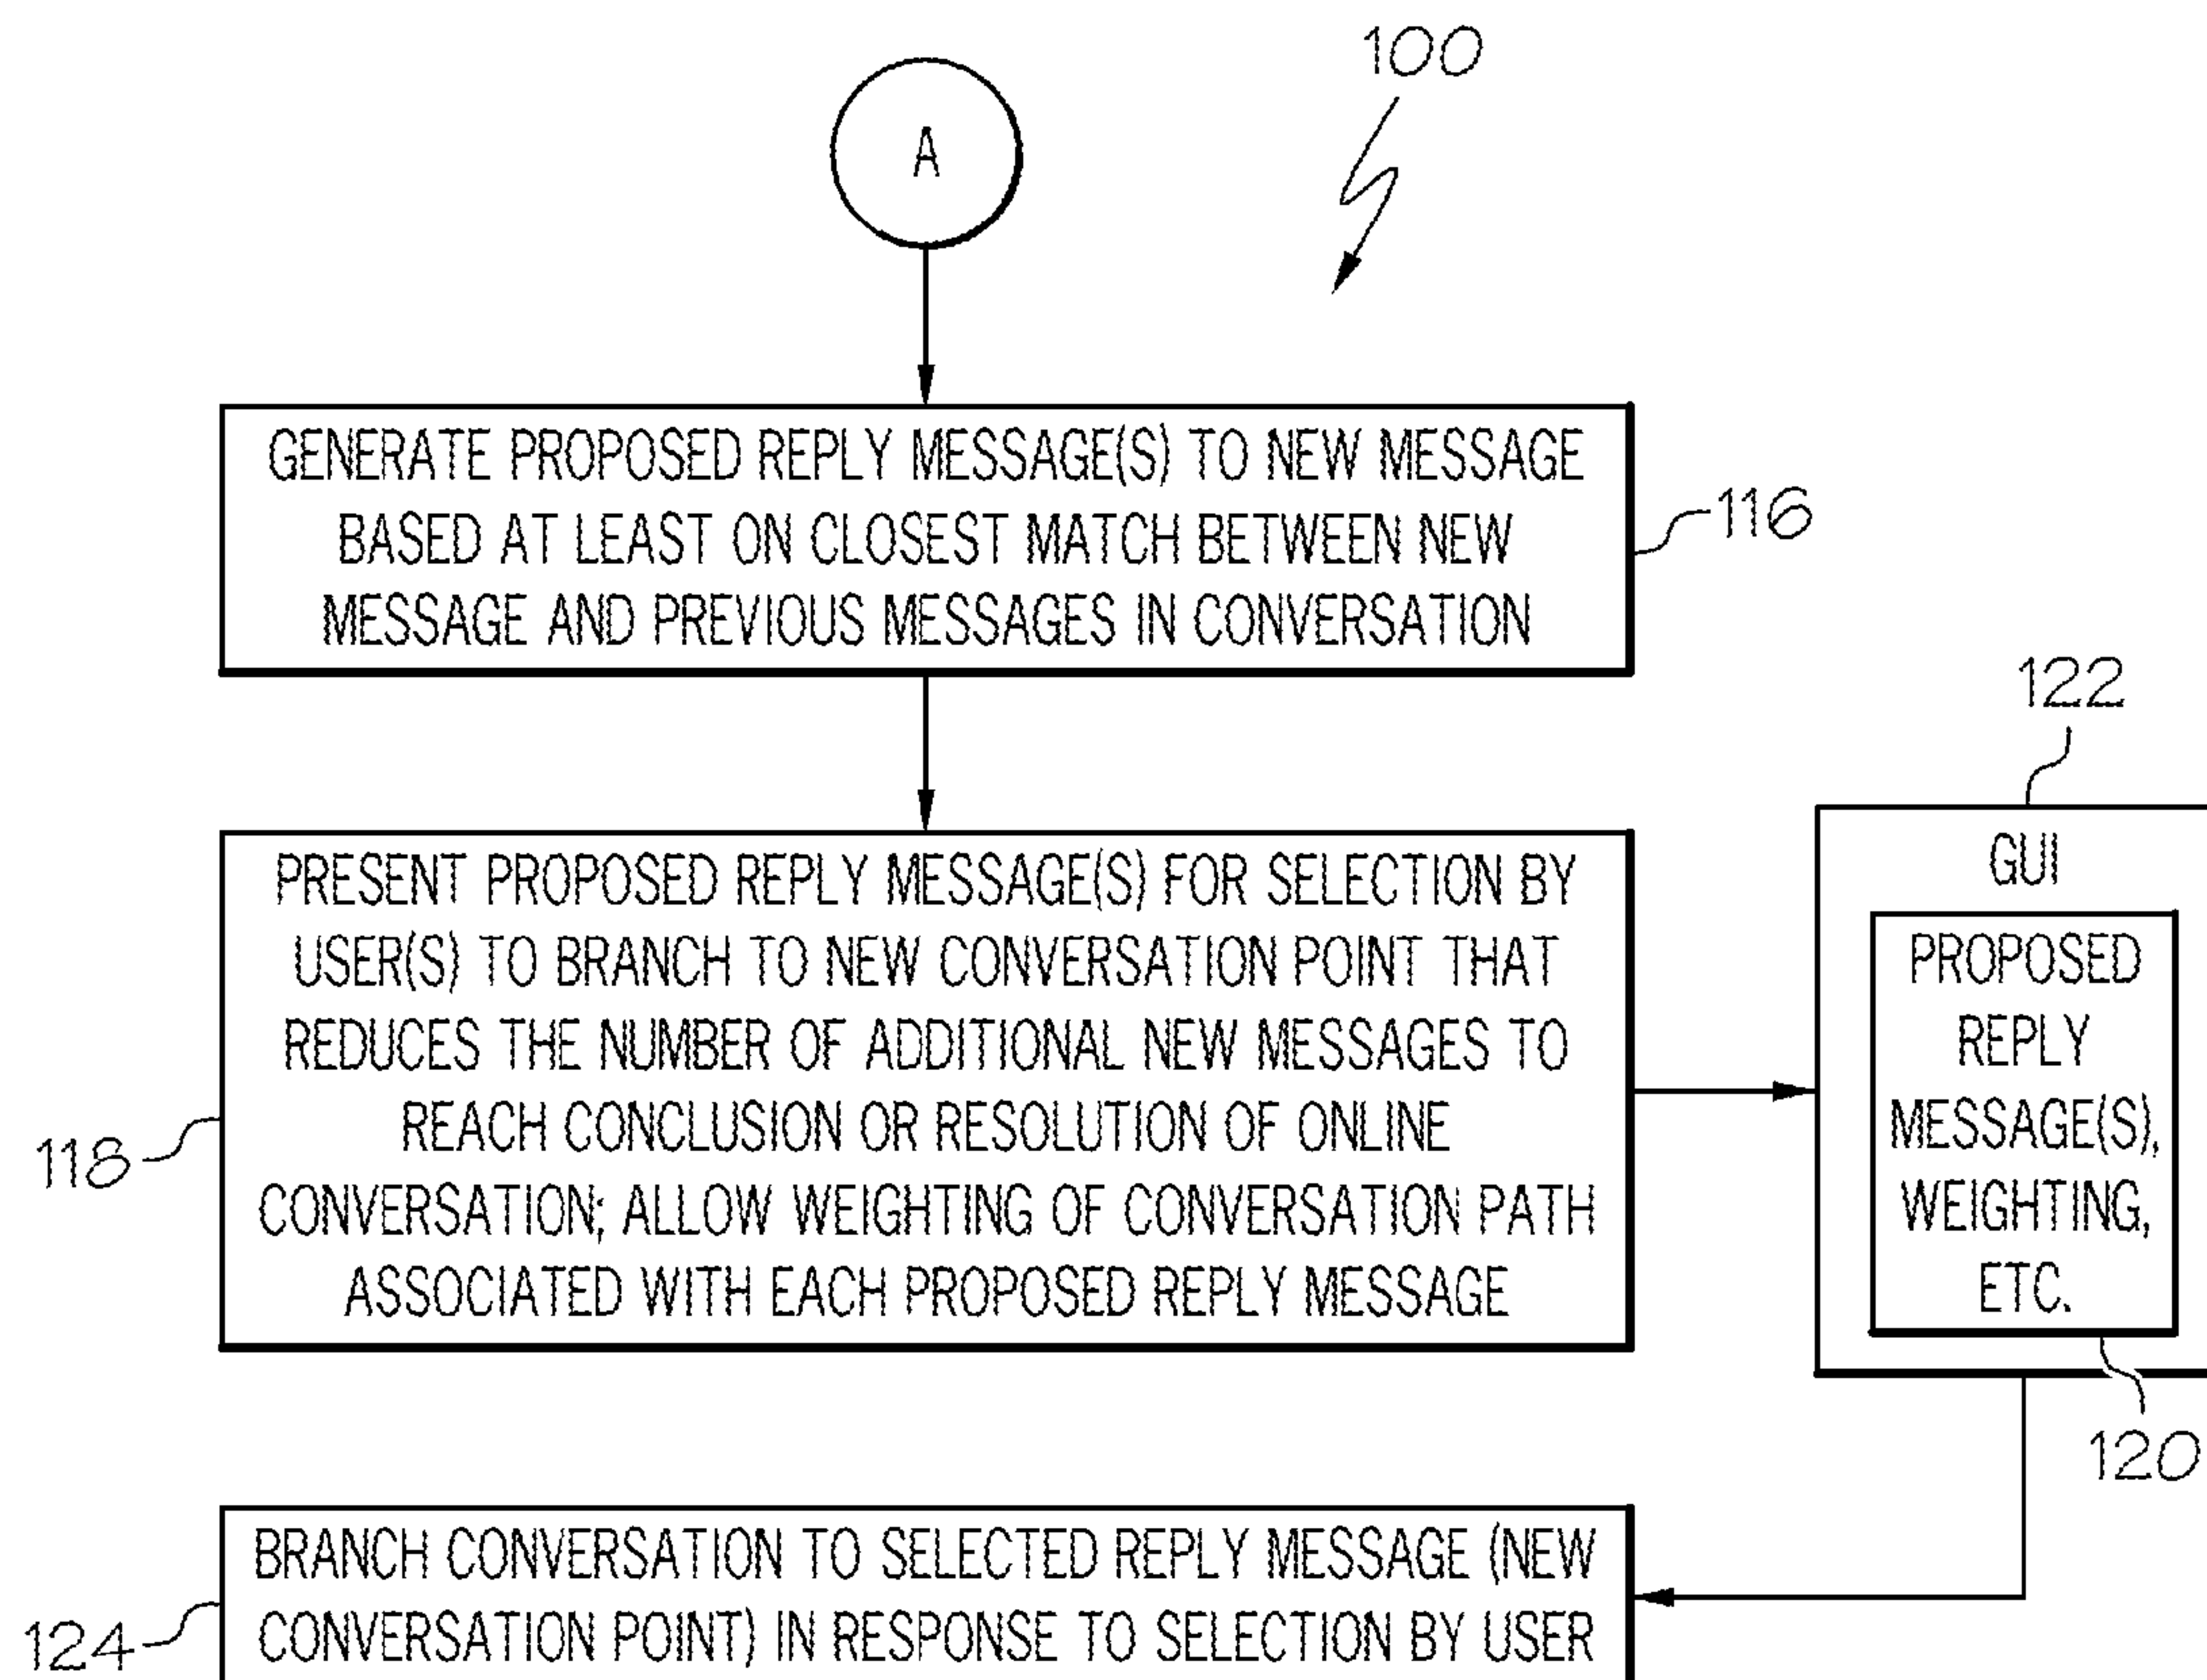 100
A
GENERATE PROPOSED REPLY MESSAGE(S) TO NEW MESSAGE
BASED AT LEAST ON CLOSEST MATCH BETWEEN NEW
MESSAGE AND PREVIOUS MESSAGES IN CONVERSATION
116
122
PRESENT PROPOSED REPLY MESSAGE(S) FOR SELECTION BY
USER(S) TO BRANCH TO NEW CONVERSATION POINT THAT
REDUCES THE NUMBER OF ADDITIONAL NEW MESSAGES TO
REACH CONCLUSION OR RESOLUTION OF ONLINE
CONVERSATION; ALLOW WEIGHTING OF CONVERSATION PATH
ASSOCIATED WITH EACH PROPOSED REPLY MESSAGE
118
GUI
PROPOSED
REPLY
MESSAGE(S),
WEIGHTING,
ETC.
120
BRANCH CONVERSATION TO SELECTED REPLY MESSAGE (NEW
CONVERSATION POINT) IN RESPONSE TO SELECTION BY USER
124